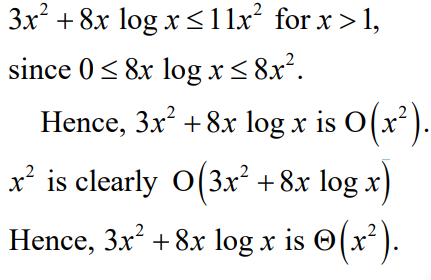 3x² + 8x log x ≤ 11x² for x > 1,
since 0 ≤ 8x log x ≤ 8x².
Hence, 3x² + 8x log x is O(x²).
x² is clearly O(3x² + 8x log x)
Hence, 3x² + 8x log x is Θ(x²).